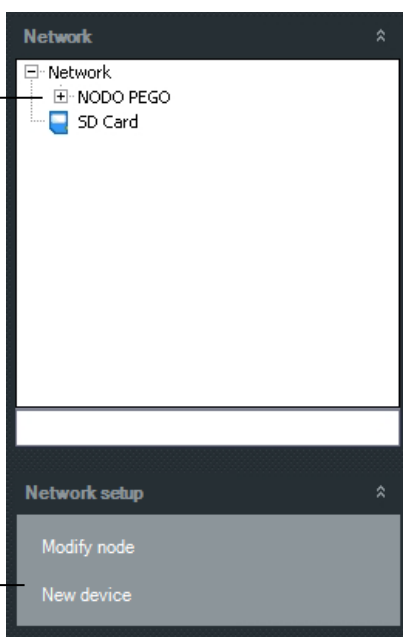 Network
Network
NODO PEGO
SD Card
Network setup
Modify node
New device